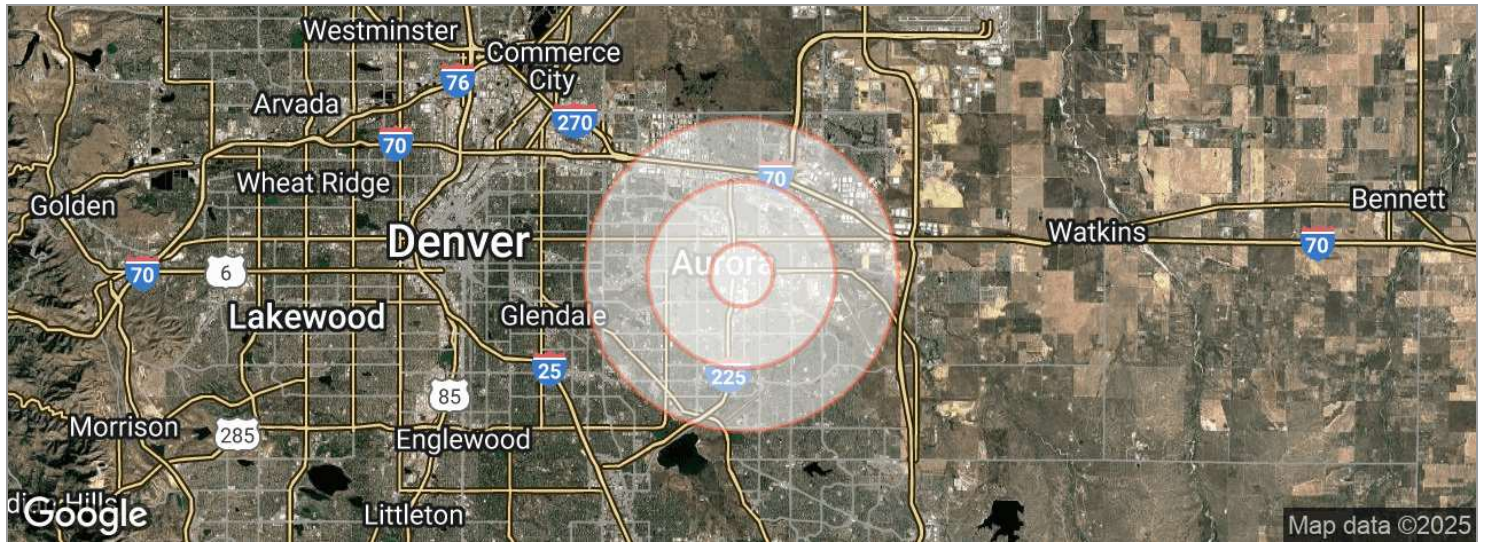 Westminster
Commerce
City
76
Arvada
270
70
70
Wheat Ridge
Golden
Bennett
Denver
Watkins
70
Aurora
70
6
Lakewood
Glendale
25
225
85
Morrison
285
Englewood
Google
Littleton
Map data ©2025